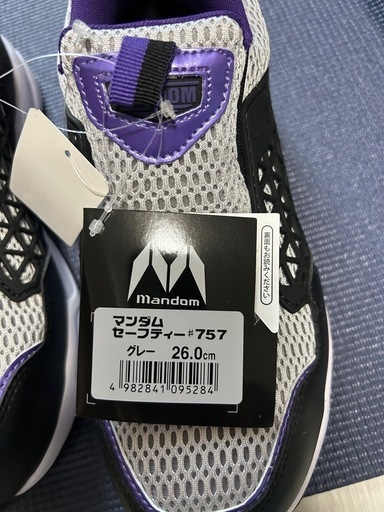 DOM
裏面もお読みください
mandom
マンダム
セーフティー#757
グレー 26.0cm
4 982841 095284